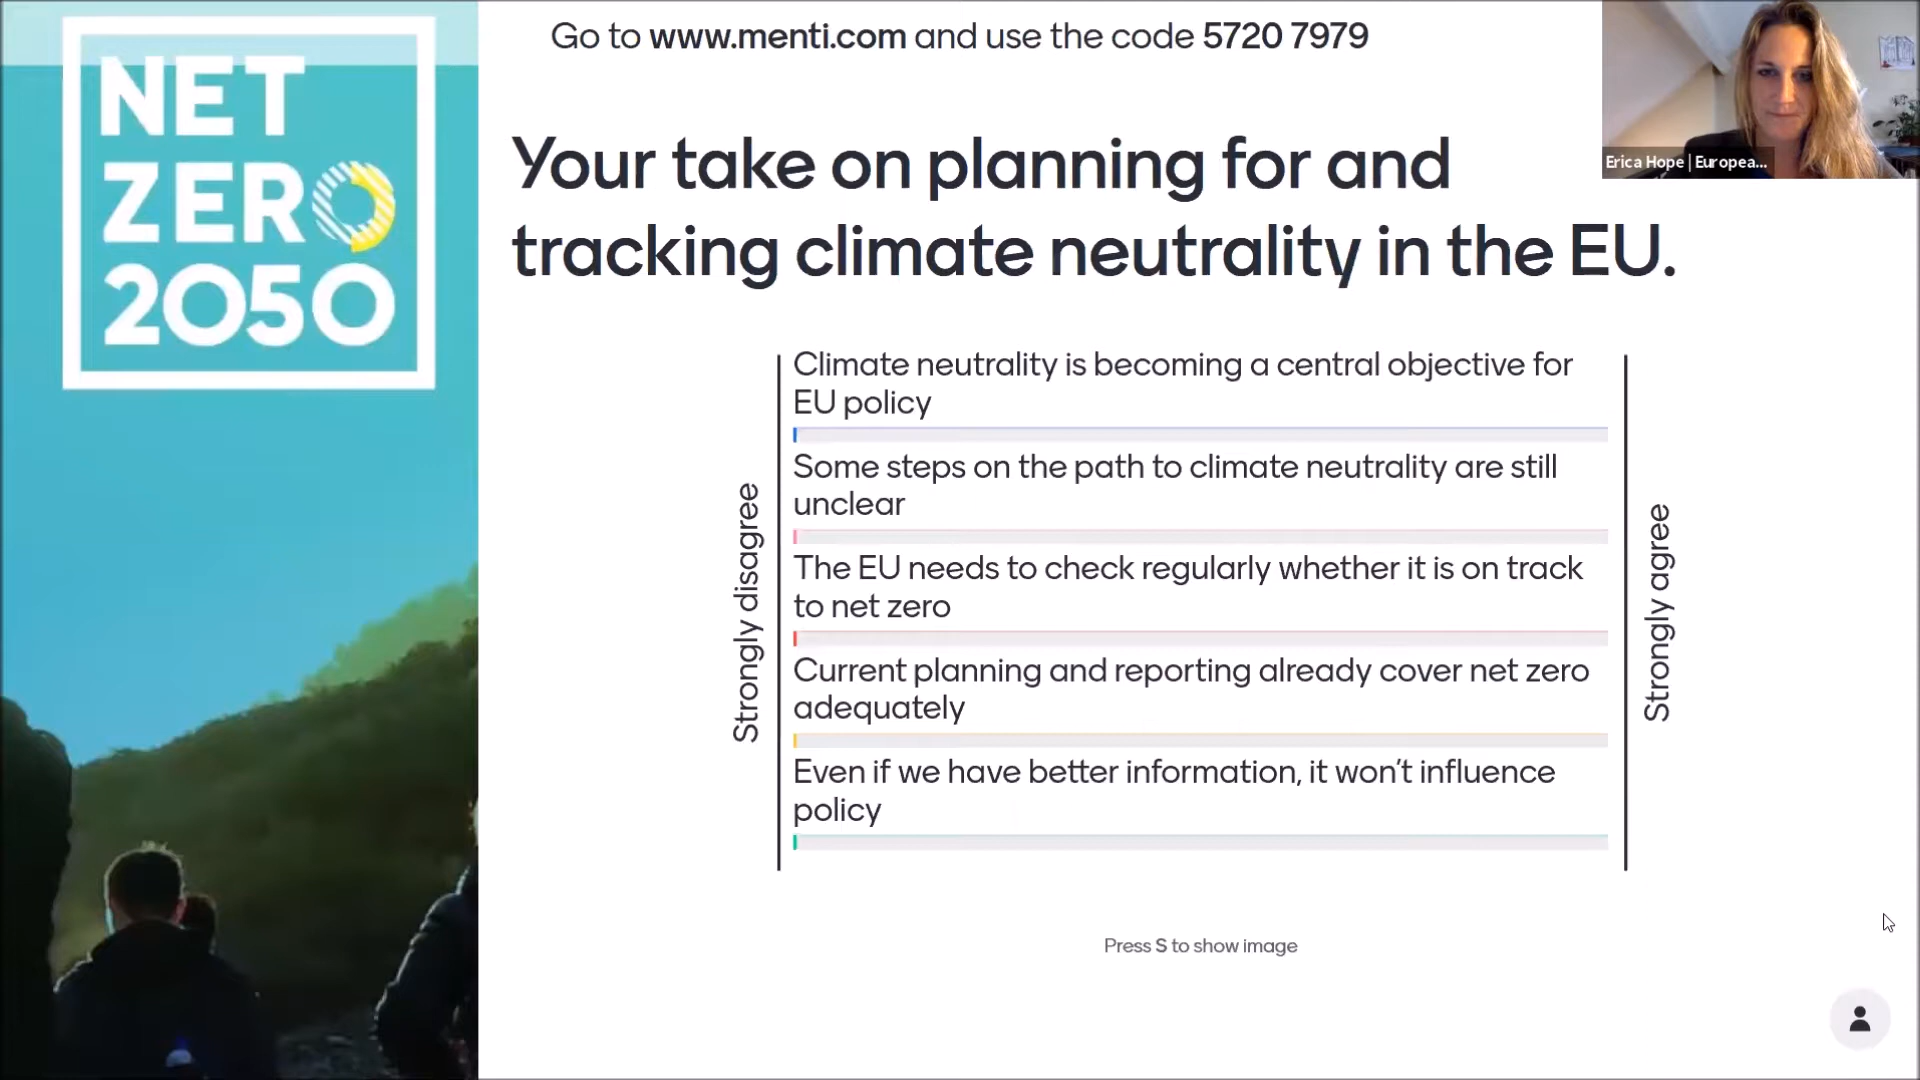 NET
ZERO
2050
Go to www.menti.com and use the code 5720 7979
Erica Hope | Europea...
Your take on planning for and
tracking climate neutrality in the EU.
Strongly disagree
Climate neutrality is becoming a central objective for
EU policy
Some steps on the path to climate neutrality are still
unclear
The EU needs to check regularly whether it is on track
to net zero
Current planning and reporting already cover net zero
adequately
Even if we have better information, it won't influence
policy
Strongly agree
Press S to show image